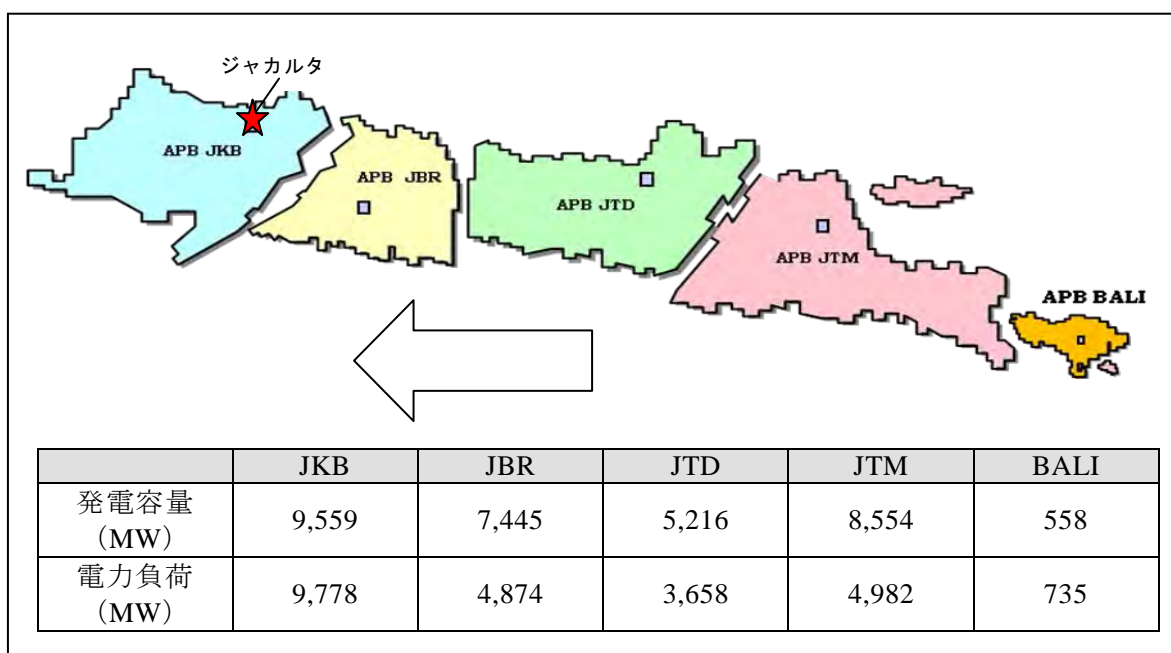 ジャカルタ
APB JKB
APB JBR
APB JTD
APB JTM
APB BALI
JKB JBR JTD JTM BALI
発電容量
（MW） 9,559 7,445 5,216 8,554 558
電力負荷
（MW） 9,778 4,874 3,658 4,982 735